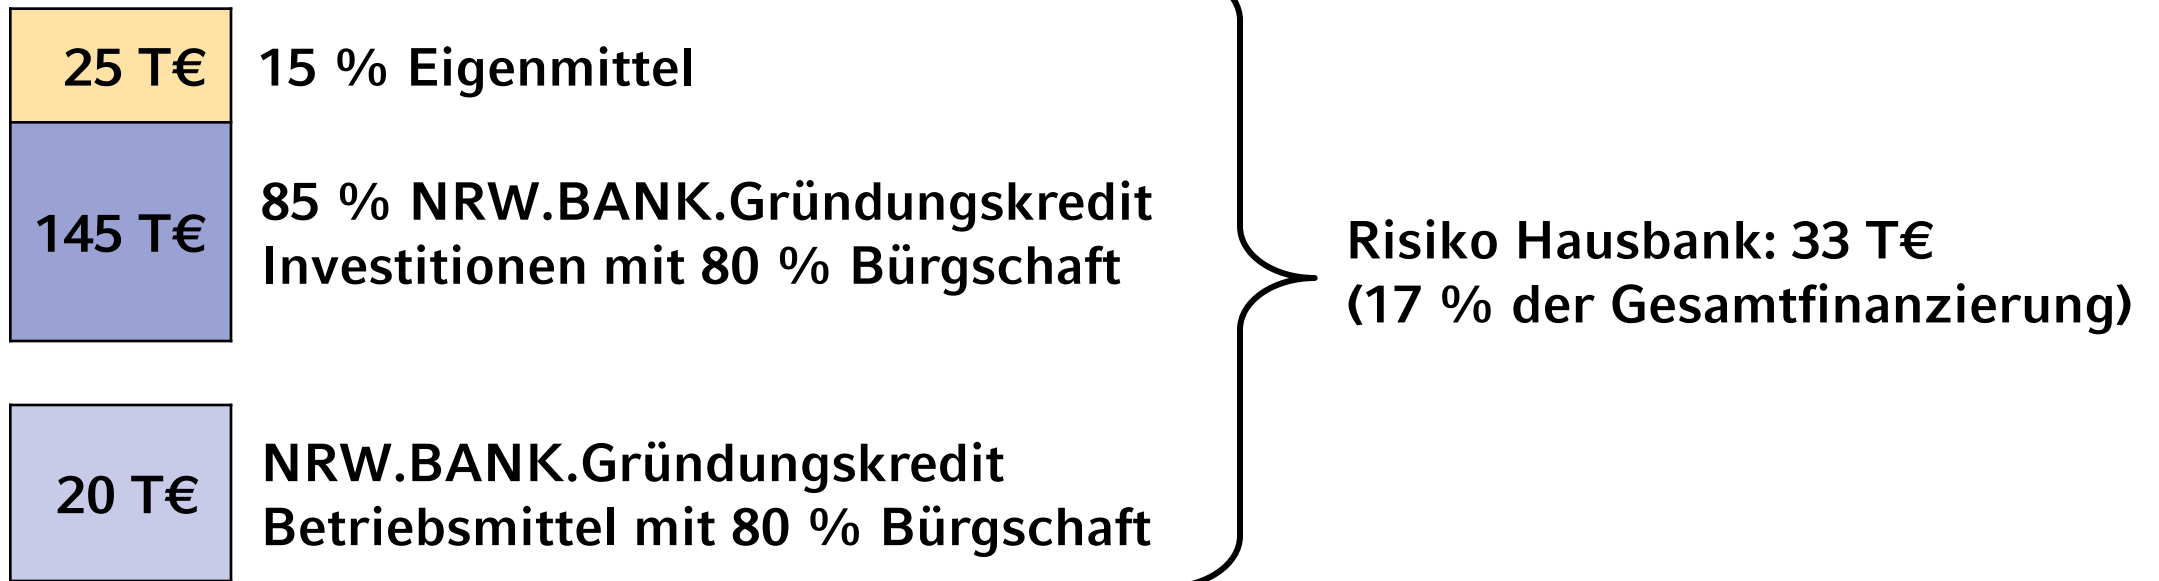 25 T€ 15 % Eigenmittel
145 T€
85 % NRW.BANK.Gründungskredit
Investitionen mit 80 % Bürgschaft
Risiko Hausbank: 33 T€
(17 % der Gesamtfinanzierung)
20 T€
NRW.BANK.Gründungskredit
Betriebsmittel mit 80 % Bürgschaft